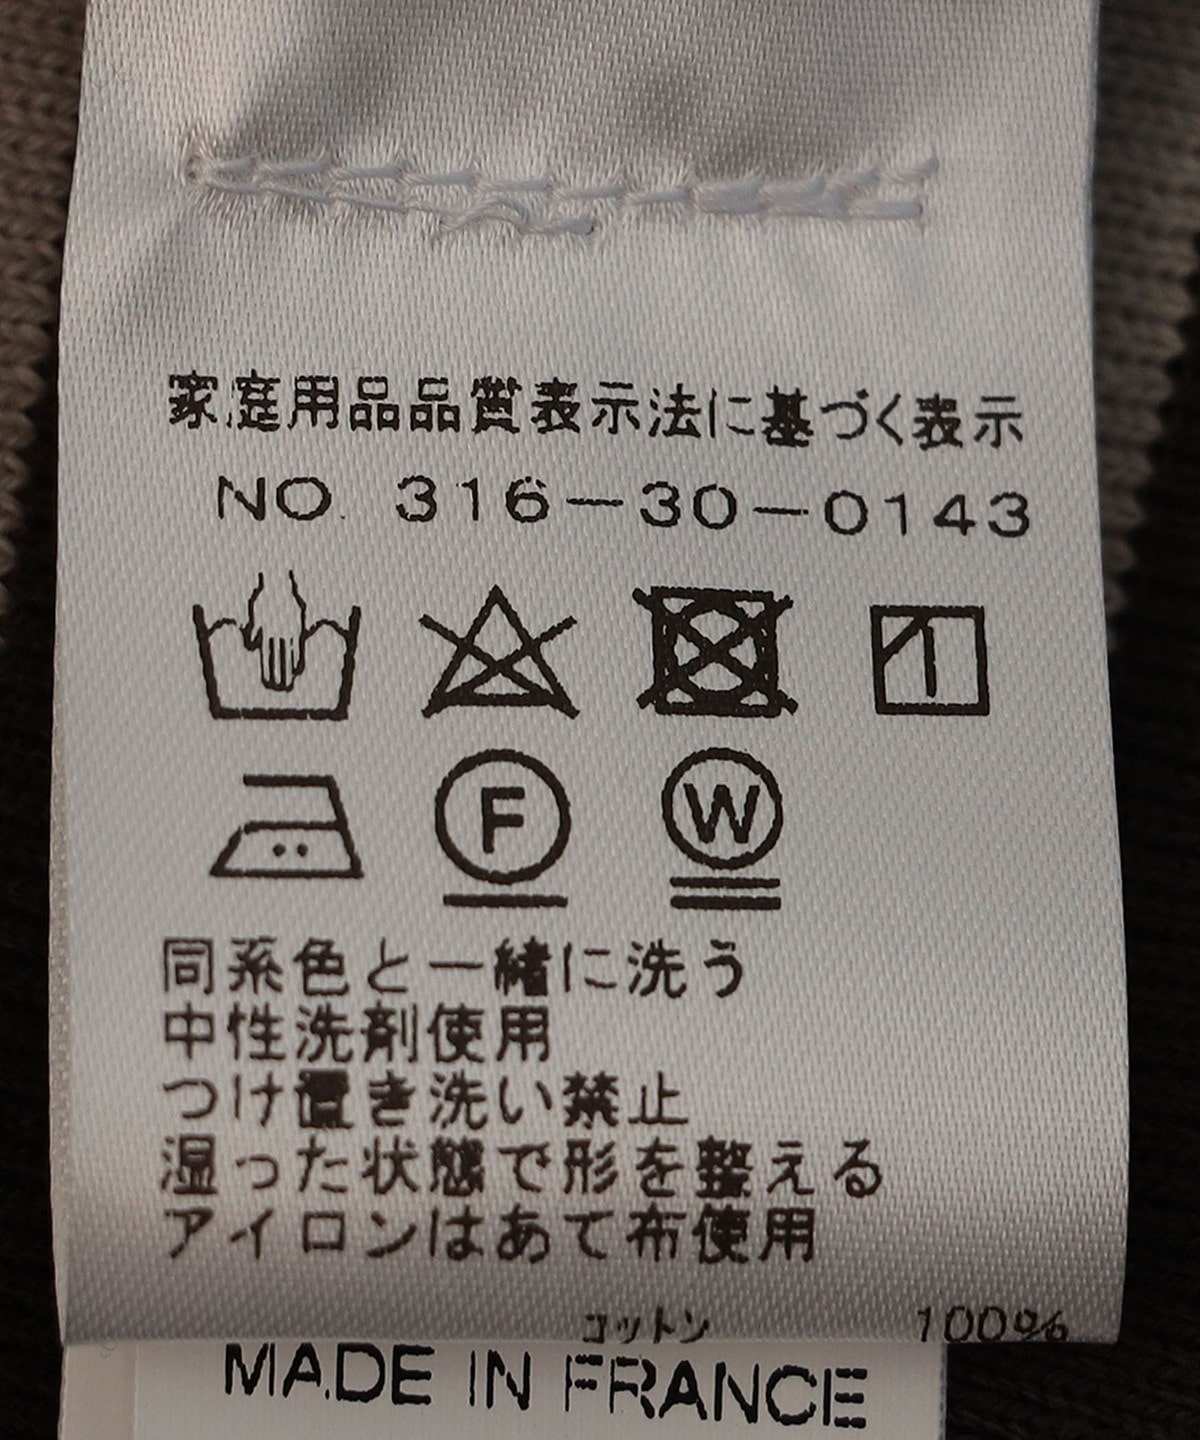 家庭用品品質表示法に基づく表示
NO. 316-30-0143
F W
同系色と一緒に洗う
中性洗剤使用
つけ置き洗い禁止
湿った状態で形を整える
アイロンはあて布使用
コットン 100%
MADE IN FRANCE